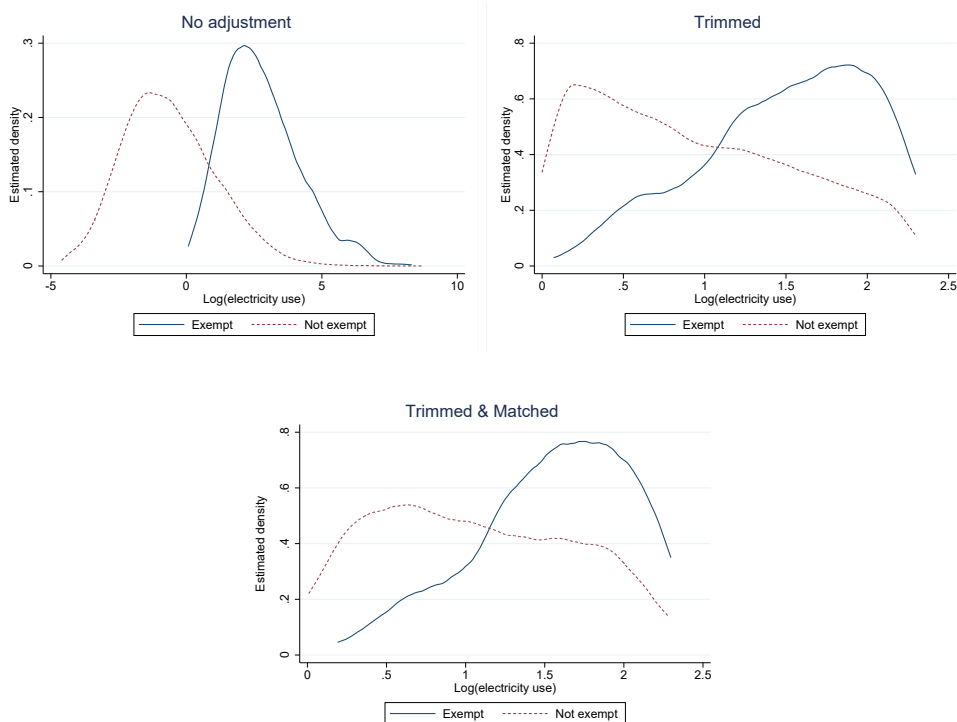 No adjustment
Estimated density
.3
.2
.1
0
-5 0 5 10
Log(electricity use)
Exempt Not exempt
Trimmed
Estimated density
.8
.6
.4
.2
0
0 .5 1 1.5 2 2.5
Log(electricity use)
Exempt Not exempt
Trimmed & Matched
Estimated density
.8
.6
.4
.2
0
0 .5 1 1.5 2 2.5
Log(electricity use)
Exempt Not exempt